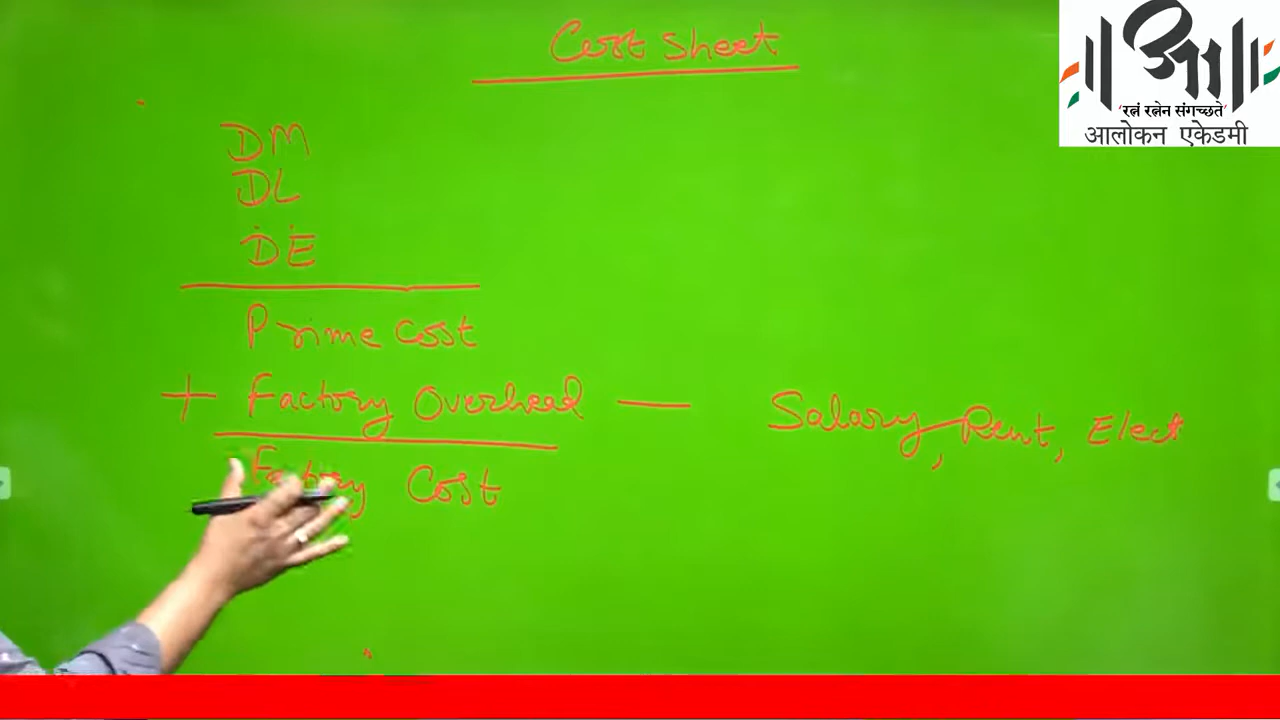 Cost Sheet
'रत्नं रत्नेन संगच्छते'
आलोकन एकेडमी
DM
DL
DE
Prime Cost
+ Factory Overhead — Salary, Rent, Elect
Factory Cost